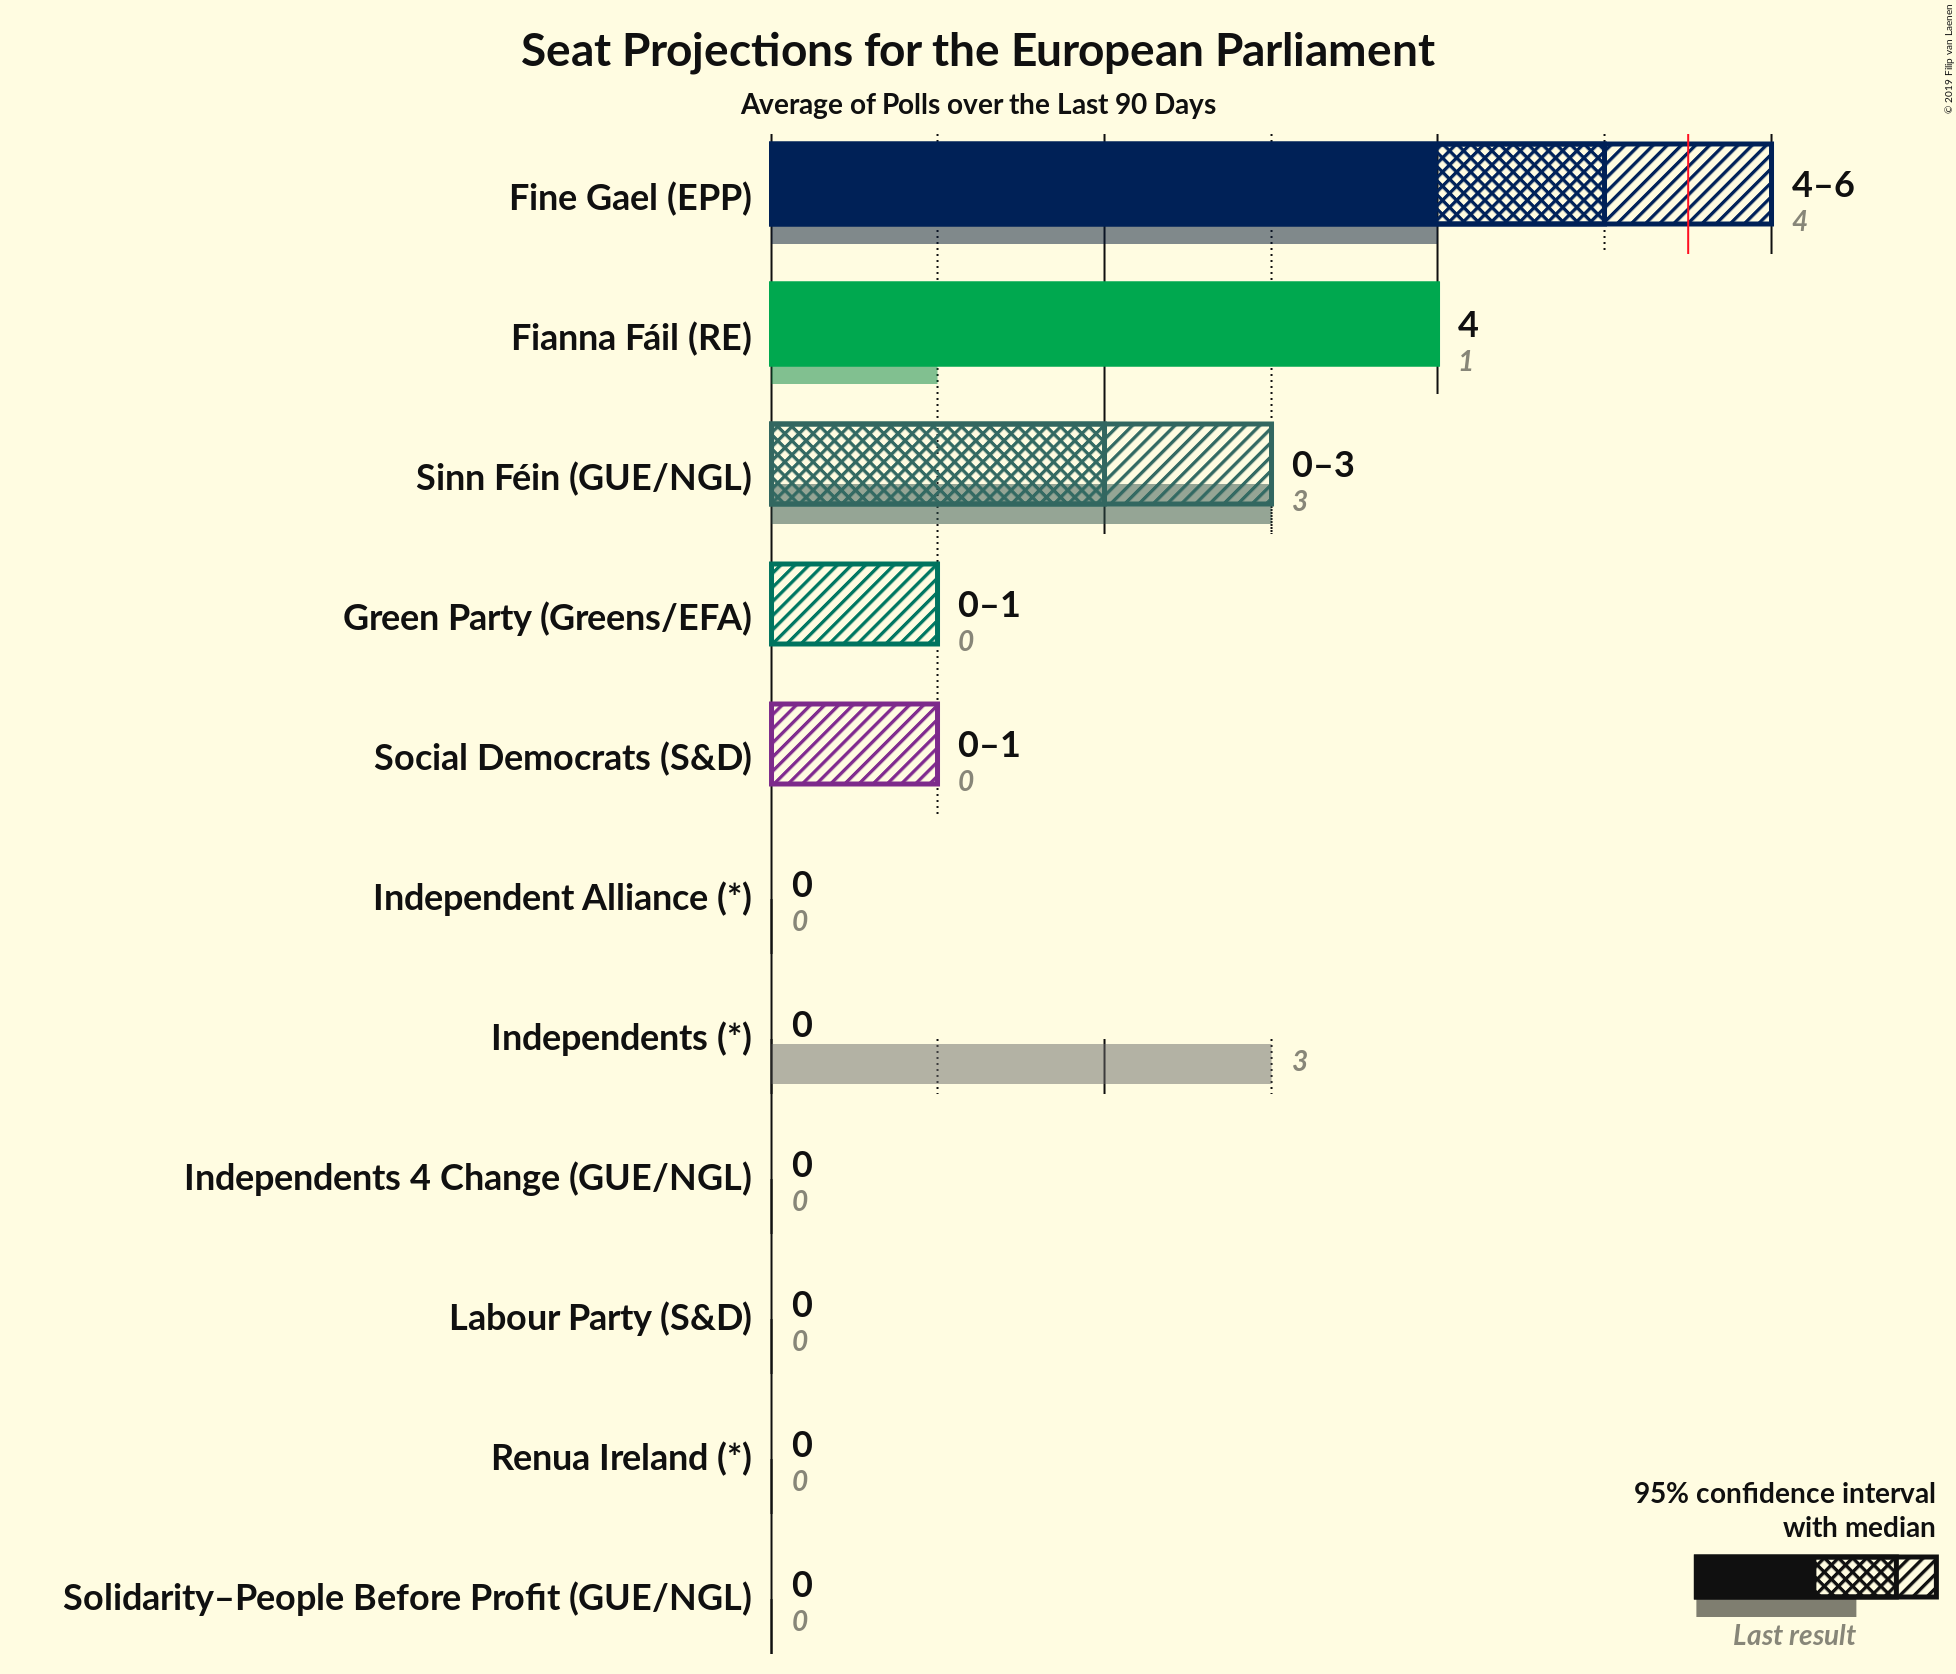 Seat Projections for the European Parliament
Average of Polls over the Last 90 Days
© 2019 Filip van Laenen
Fine Gael (EPP)
4–6
4
Fianna Fáil (RE)
4
1
Sinn Féin (GUE/NGL)
0–3
3
Green Party (Greens/EFA)
0–1
0
Social Democrats (S&D)
0–1
0
Independent Alliance (*)
0
0
Independents (*)
0
3
Independents 4 Change (GUE/NGL)
0
0
Labour Party (S&D)
0
0
Renua Ireland (*)
0
0
Solidarity–People Before Profit (GUE/NGL)
0
0
95% confidence interval
with median
Last result